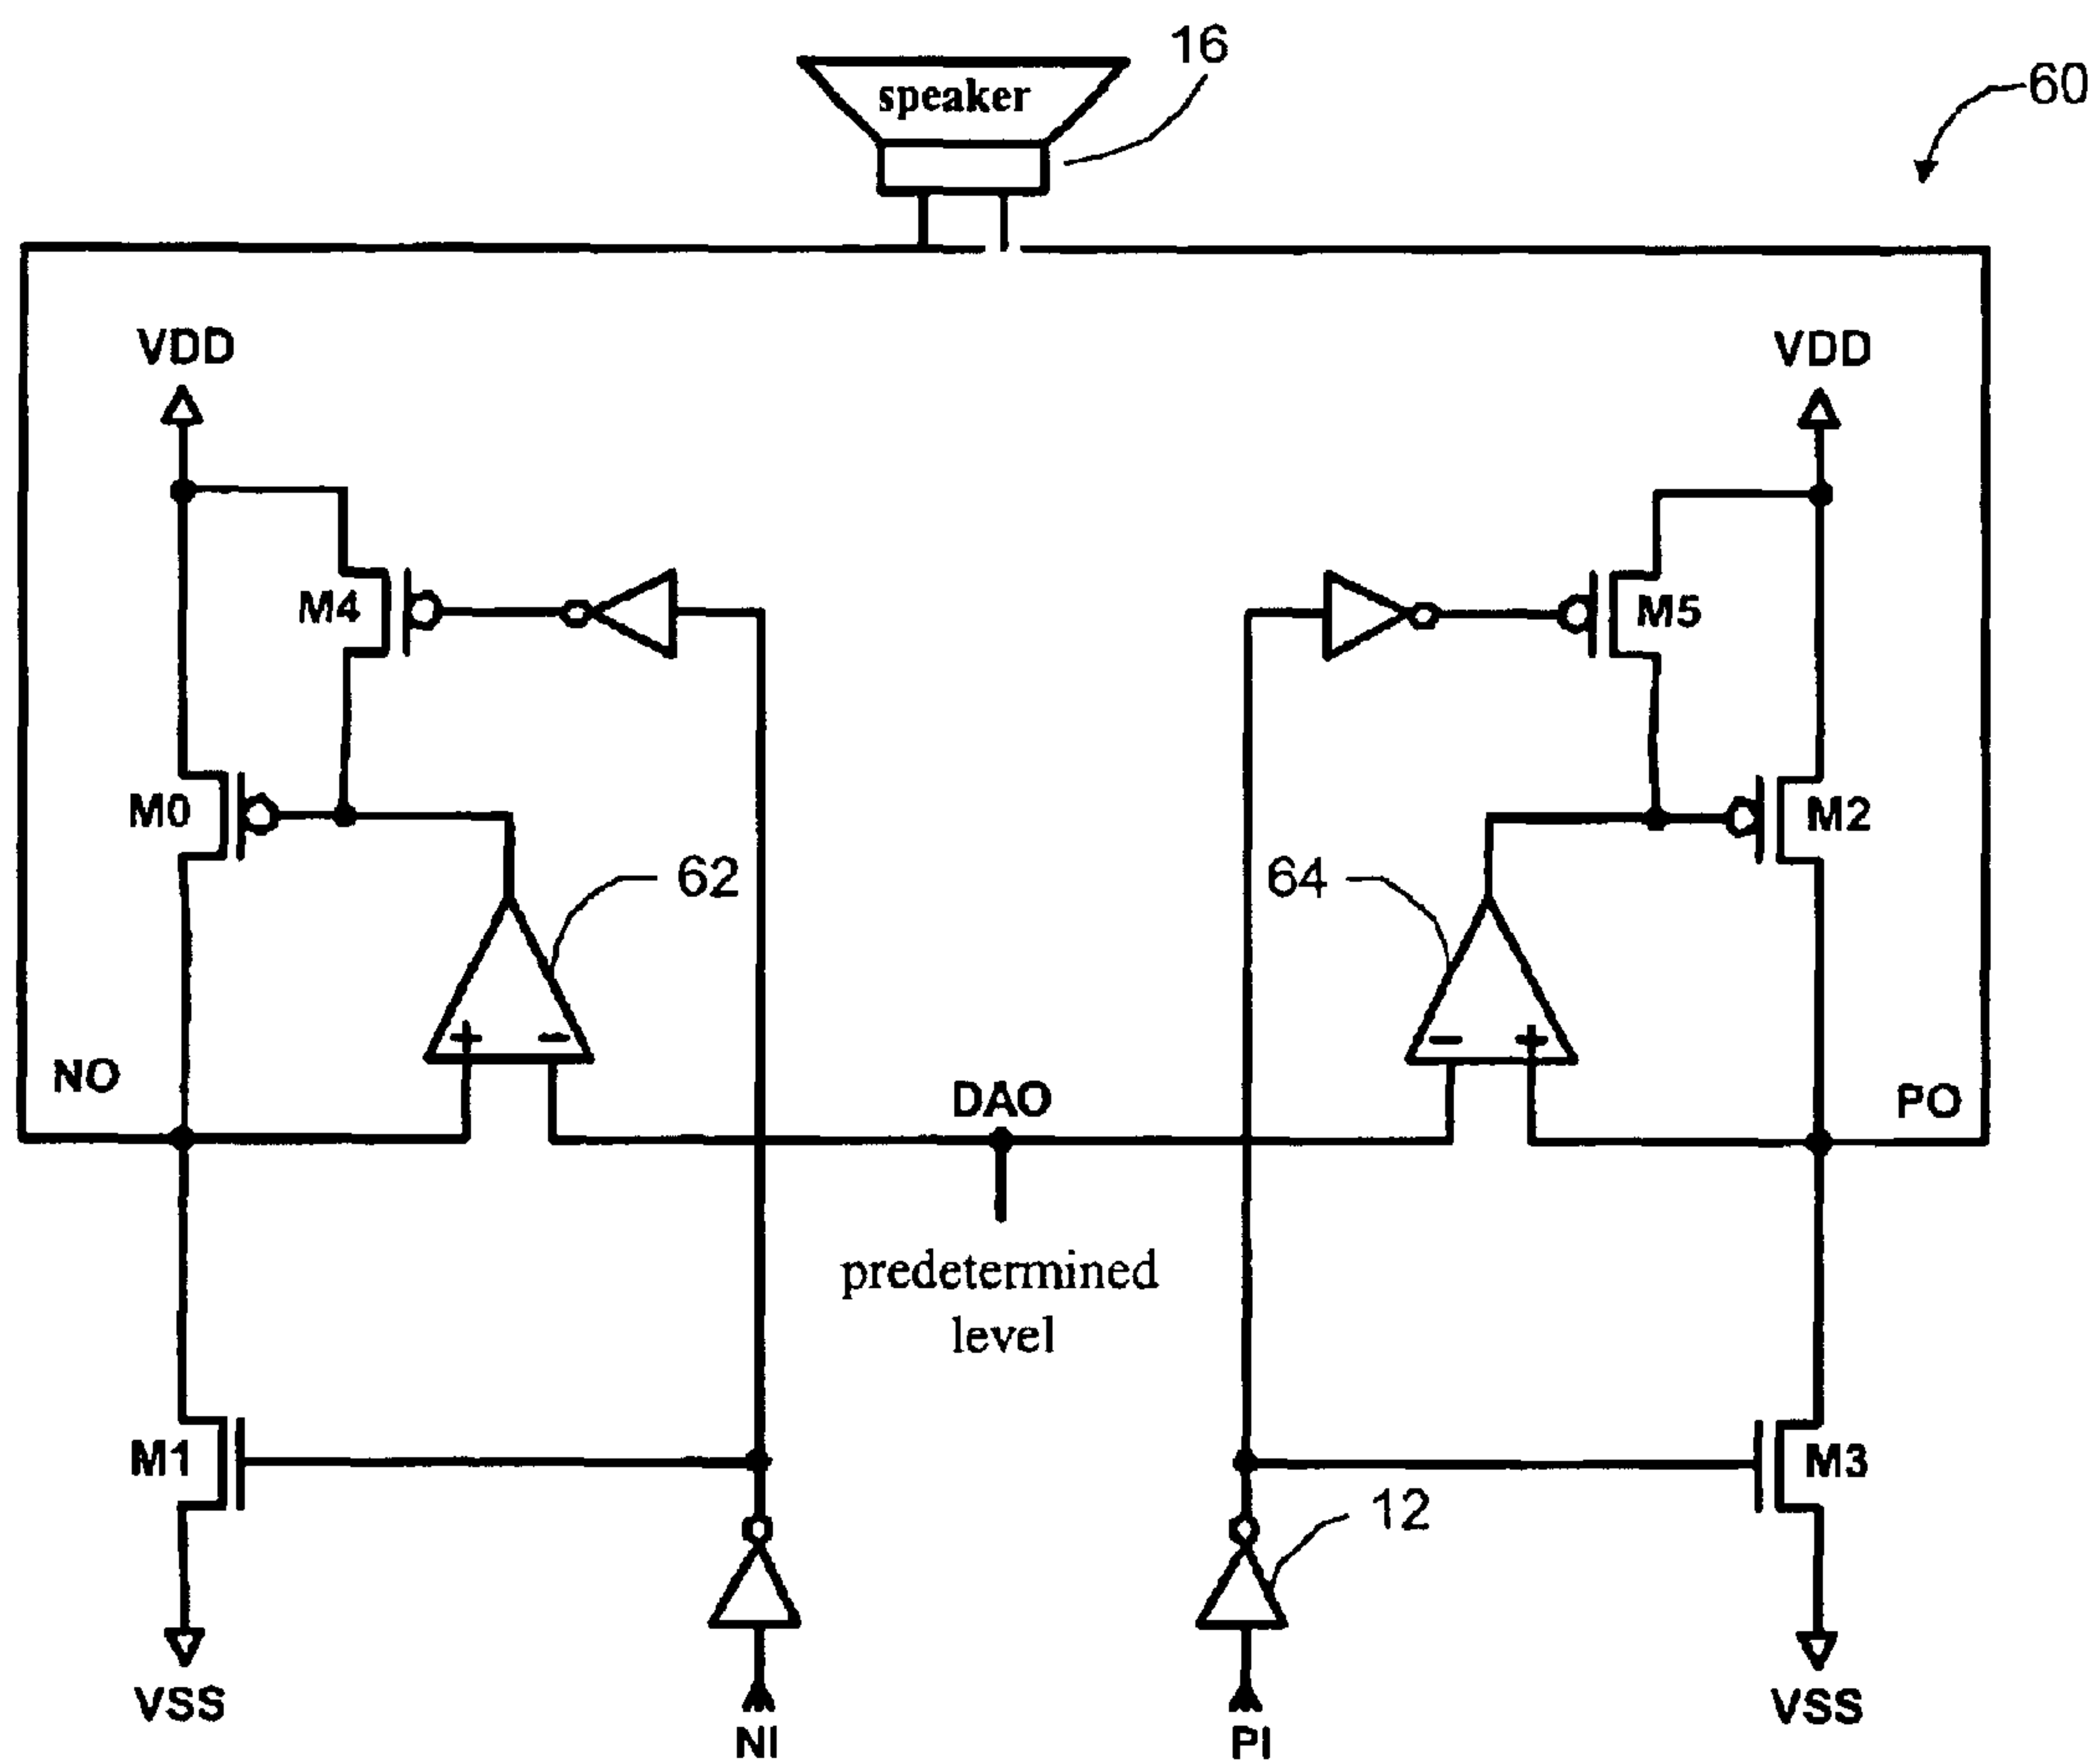 16
speaker
60
VDD
VDD
M4
M5
M0
M2
62
64
+ −
− +
NO
DAO
PO
predetermined
level
M1
M3
12
VSS
VSS
NI
PI